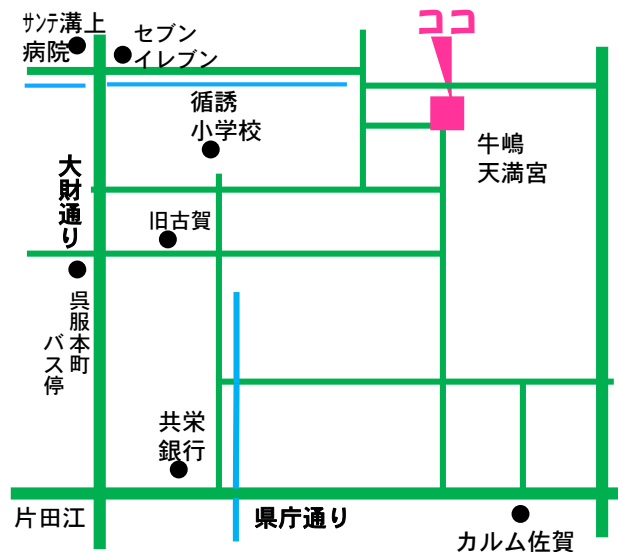 ココ
サンテ溝上
病院
セブン
イレブン
循誘
小学校
牛嶋
天満宮
大財通り
旧古賀
呉服本町
バス停
共栄
銀行
片田江
県庁通り
カルム佐賀